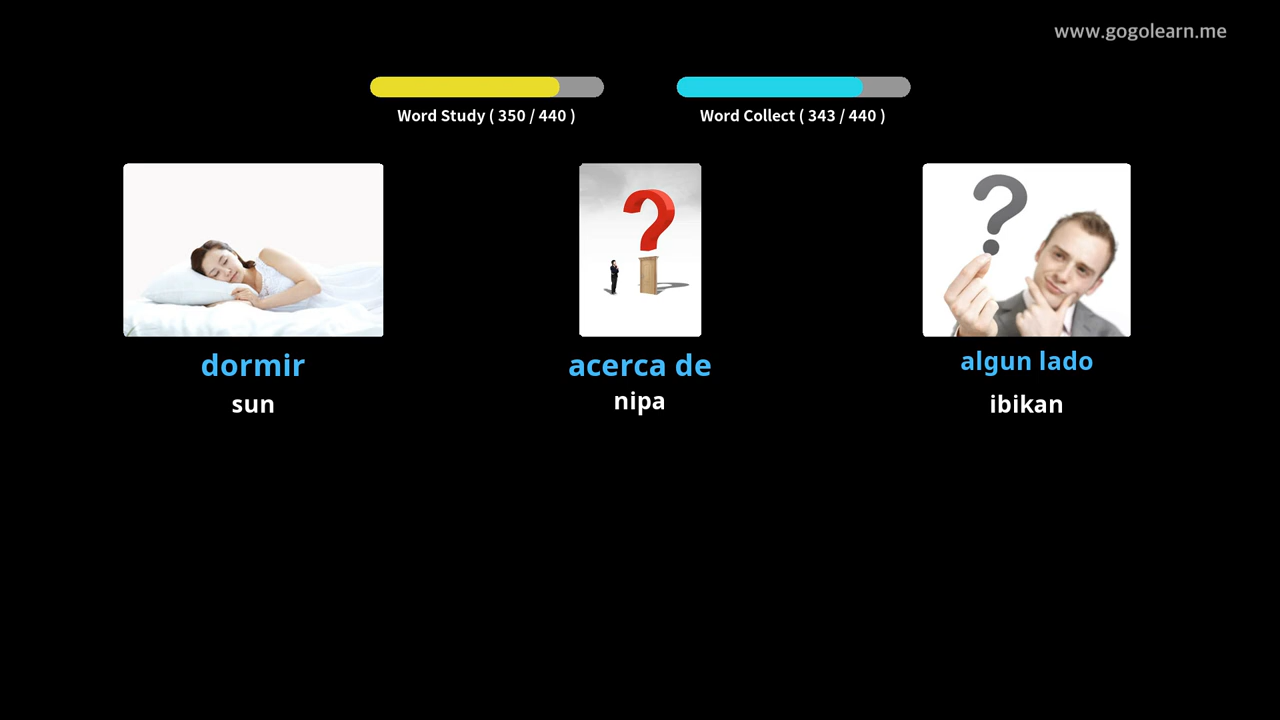 www.gogolearn.me
Word Study ( 350 / 440 )
Word Collect ( 343 / 440 )
dormir
sun
acerca de
nipa
algun lado
ibikan